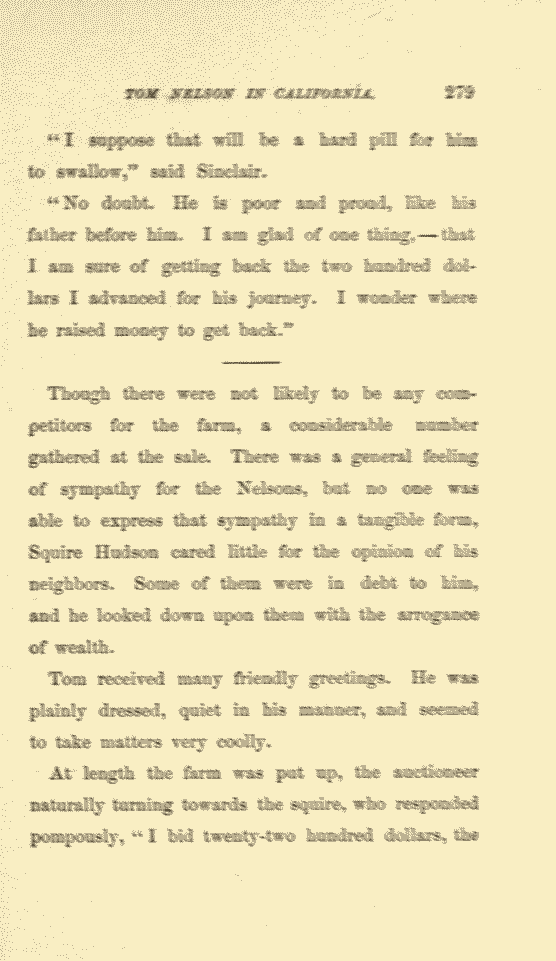 TOM NELSON IN CALIFORNIA. 279
"I suppose that will be a hard pill for him
to swallow," said Sinclair.
"No doubt. He is poor and proud, like his
father before him. I am glad of one thing,—that
I am sure of getting back the two hundred dol-
lars I advanced for his journey. I wonder where
he raised money to get back."
Though there were not likely to be any com-
petitors for the farm, a considerable number
gathered at the sale. There was a general feeling
of sympathy for the Nelsons, but no one was
able to express that sympathy in a tangible form,
Squire Hudson cared little for the opinion of his
neighbors. Some of them were in debt to him,
and he looked down upon them with the arrogance
of wealth.
Tom received many friendly greetings. He was
plainly dressed, quiet in his manner, and seemed
to take matters very coolly.
At length the farm was put up, the auctioneer
naturally turning towards the squire, who responded
pompously, "I bid twenty-two hundred dollars, the